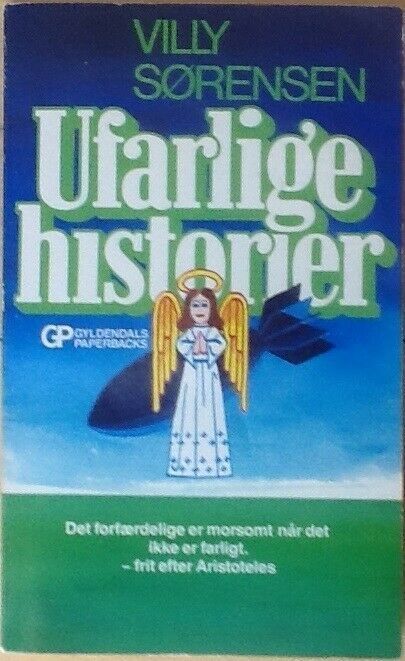 VILLY
SØRENSEN
Ufarlige
historier
GP GYLDENDALS
PAPERBACKS
Det forfærdelige er morsomt når det
ikke er farligt.
– frit efter Aristoteles